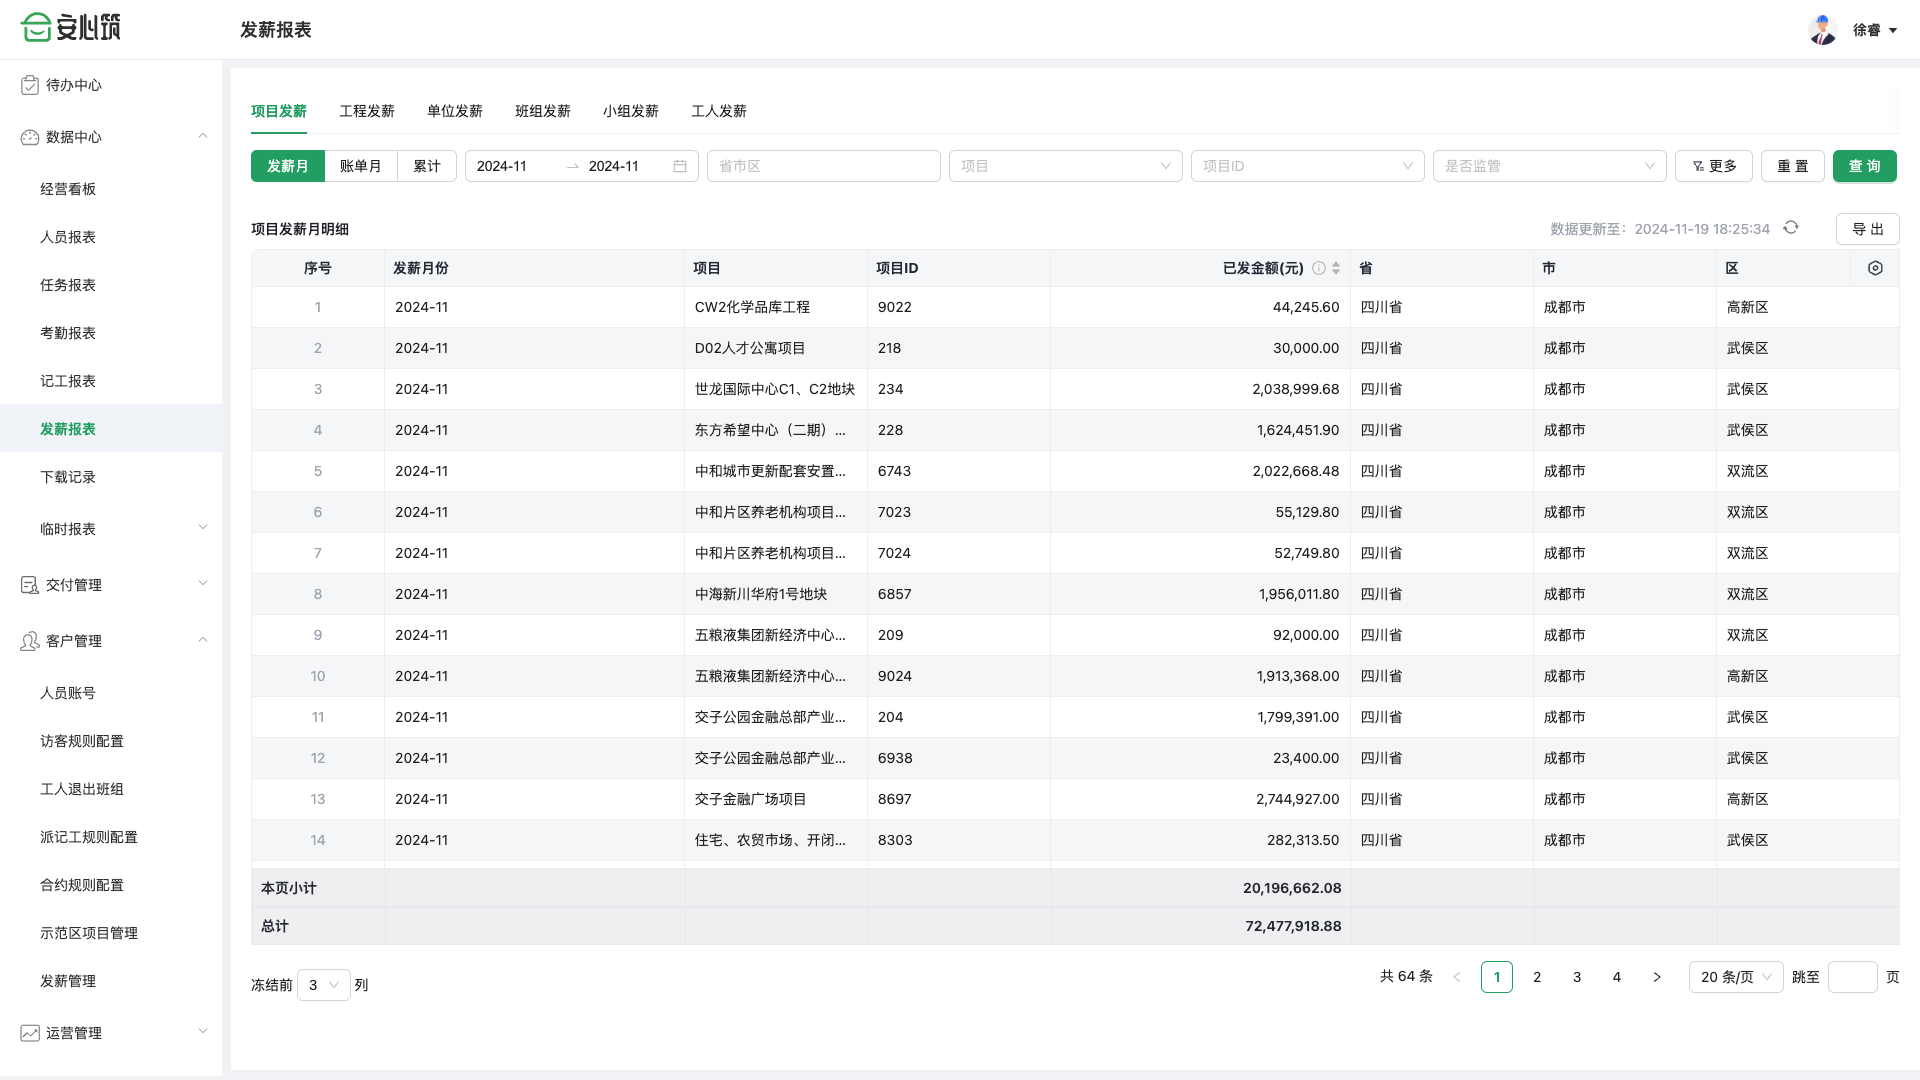 安心筑
发薪报表
徐睿
待办中心
数据中心
经营看板
人员报表
任务报表
考勤报表
记工报表
发薪报表
下载记录
临时报表
交付管理
客户管理
人员账号
访客规则配置
工人退出班组
派记工规则配置
合约规则配置
示范区项目管理
发薪管理
运营管理
项目发薪 工程发薪 单位发薪 班组发薪 小组发薪 工人发薪
发薪月 账单月 累计 2024-11 → 2024-11 省市区 项目 项目ID 是否监管 更多 重 置 查 询
项目发薪月明细 数据更新至: 2024-11-19 18:25:34 导 出
序号 发薪月份 项目 项目ID 已发金额(元) 省 市 区
1 2024-11 CW2化学品库工程 9022 44,245.60 四川省 成都市 高新区
2 2024-11 D02人才公寓项目 218 30,000.00 四川省 成都市 武侯区
3 2024-11 世龙国际中心C1、C2地块 234 2,038,999.68 四川省 成都市 武侯区
4 2024-11 东方希望中心（二期）... 228 1,624,451.90 四川省 成都市 武侯区
5 2024-11 中和城市更新配套安置... 6743 2,022,668.48 四川省 成都市 双流区
6 2024-11 中和片区养老机构项目... 7023 55,129.80 四川省 成都市 双流区
7 2024-11 中和片区养老机构项目... 7024 52,749.80 四川省 成都市 双流区
8 2024-11 中海新川华府1号地块 6857 1,956,011.80 四川省 成都市 双流区
9 2024-11 五粮液集团新经济中心... 209 92,000.00 四川省 成都市 双流区
10 2024-11 五粮液集团新经济中心... 9024 1,913,368.00 四川省 成都市 高新区
11 2024-11 交子公园金融总部产业... 204 1,799,391.00 四川省 成都市 武侯区
12 2024-11 交子公园金融总部产业... 6938 23,400.00 四川省 成都市 武侯区
13 2024-11 交子金融广场项目 8697 2,744,927.00 四川省 成都市 高新区
14 2024-11 住宅、农贸市场、开闭... 8303 282,313.50 四川省 成都市 武侯区
本页小计 20,196,662.08
总计 72,477,918.88
冻结前 3 列 共 64 条 < 1 2 3 4 > 20 条/页 跳至 页